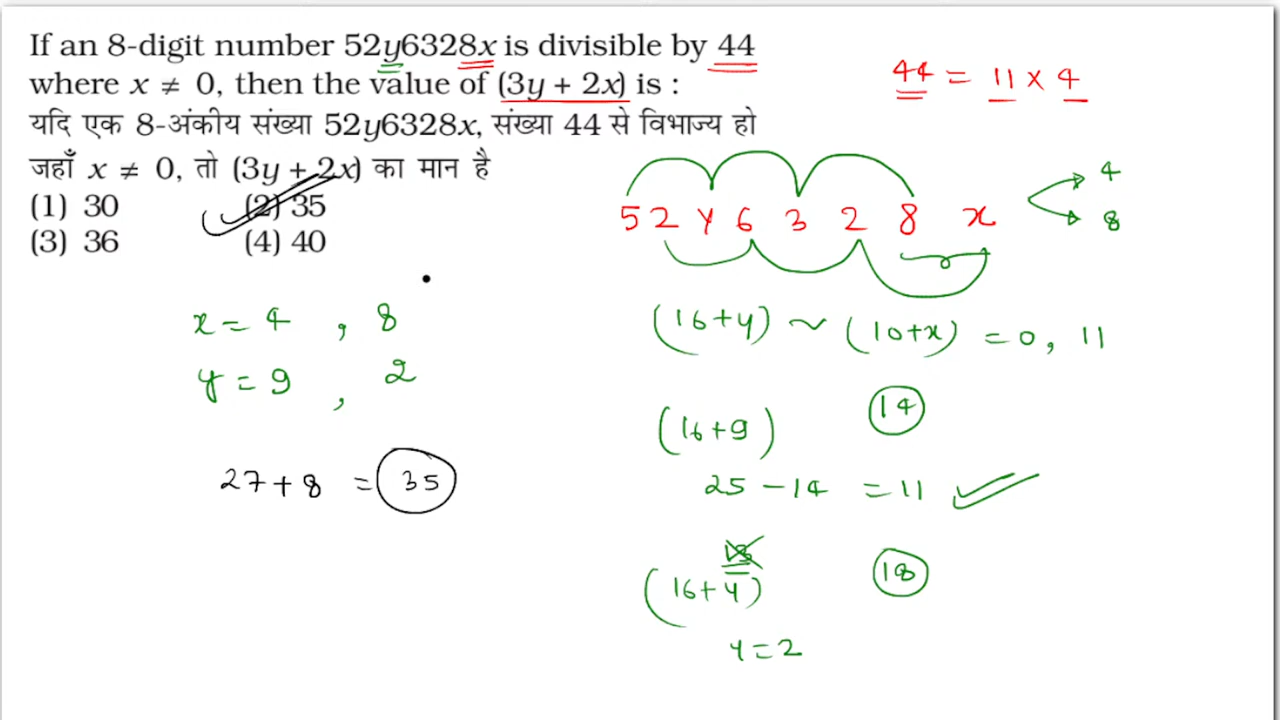 If an 8-digit number 52y6328x is divisible by 44
where x ≠ 0, then the value of (3y + 2x) is :
यदि एक 8-अंकीय संख्या 52y6328x, संख्या 44 से विभाज्य हो
जहाँ x ≠ 0, तो (3y + 2x) का मान है
(1) 30 (2) 35
(3) 36 (4) 40
x = 4 , 8
y = 9 , 2
27 + 8 = 35
44 = 11 × 4
5 2 y 6 3 2 8 x
4
8
(16+y) ~ (10+x) = 0, 11
(16+9) 14
25 - 14 = 11
(16+y) 18
y = 2